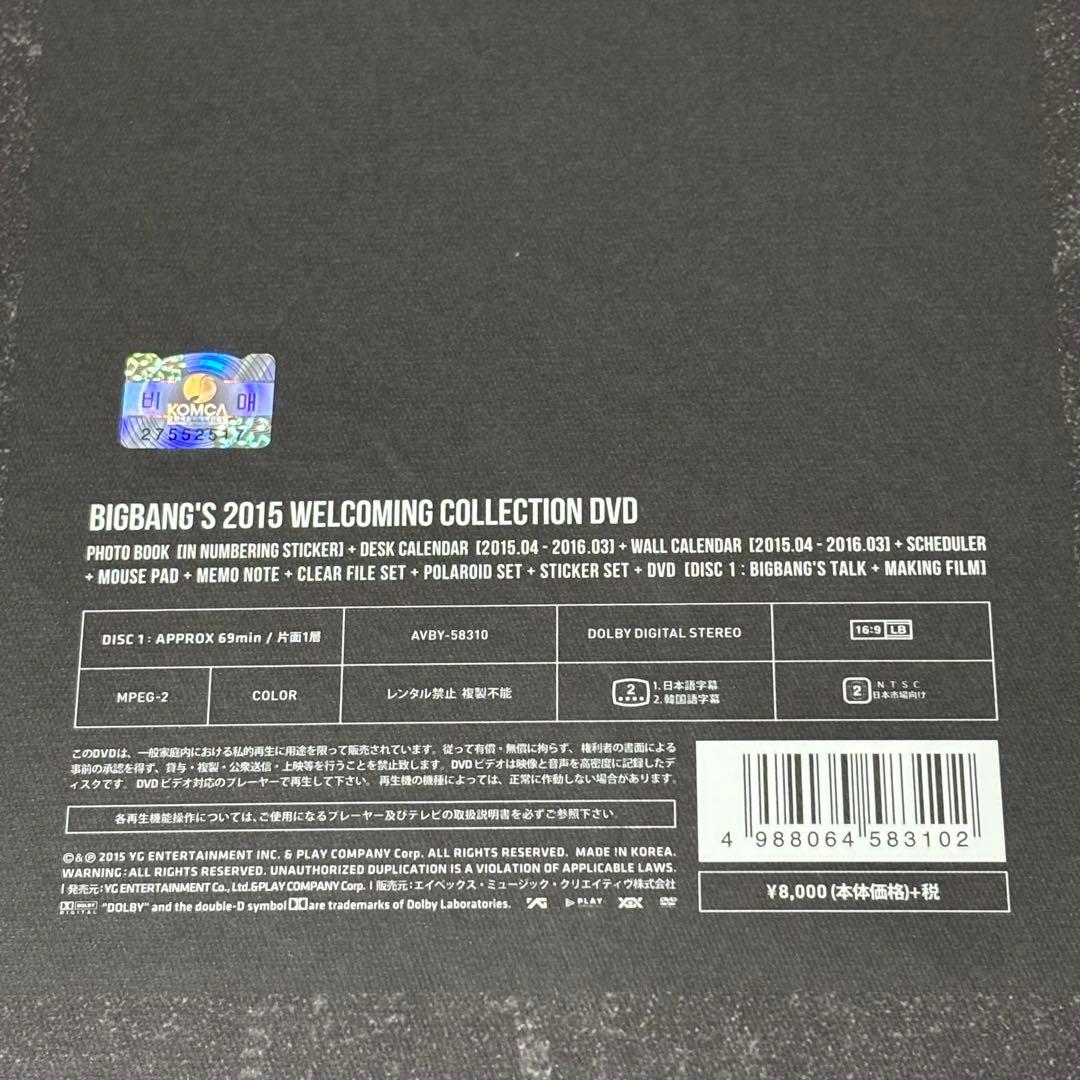 비 매
KOMCA
27552517
BIGBANG'S 2015 WELCOMING COLLECTION DVD
PHOTO BOOK [IN NUMBERING STICKER] + DESK CALENDAR [2015.04 - 2016.03] + WALL CALENDAR [2015.04 - 2016.03] + SCHEDULER
+ MOUSE PAD + MEMO NOTE + CLEAR FILE SET + POLAROID SET + STICKER SET + DVD [DISC 1 : BIGBANG'S TALK + MAKING FILM]
DISC 1 : APPROX 69min / 片面1層
AVBY-58310
DOLBY DIGITAL STEREO
16:9 LB
MPEG-2
COLOR
レンタル禁止 複製不能
2 1.日本語字幕
2.韓国語字幕
2 NTSC
日本市場向け
このDVDは、一般家庭内における私的再生に用途を限って販売されています。従って有償・無償に拘らず、権利者の書面による
事前の承認を得ず、貸与・複製・公衆送信・上映等を行うことを禁止致します。DVDビデオは映像と音声を高密度に記録したデ
ィスクです。DVDビデオ対応のプレーヤーで再生して下さい。再生機の機種によっては、正常に作動しない場合があります。
各再生機能操作については、ご使用になるプレーヤー及びテレビの取扱説明書を必ずご参照下さい
4 988064 583102
©&℗ 2015 YG ENTERTAINMENT INC. & PLAY COMPANY Corp. ALL RIGHTS RESERVED. MADE IN KOREA.
WARNING: ALL RIGHTS RESERVED. UNAUTHORIZED DUPLICATION IS A VIOLATION OF APPLICABLE LAWS.
| 発売元: YG ENTERTAINMENT Co., Ltd.&PLAY COMPANY Corp. | 販売元: エイベックス・ミュージック・クリエイティヴ株式会社
DOLBY DIGITAL "DOLBY" and the double-D symbol are trademarks of Dolby Laboratories. YG PLAY YGEX DVD
¥8,000 (本体価格)+税